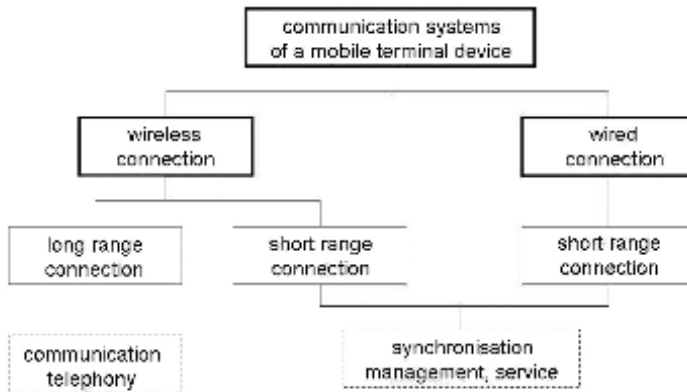 communication systems
of a mobile terminal device
wireless
connection
wired
connection
long range
connection
short range
connection
short range
connection
communication
telephony
synchronisation
management, service